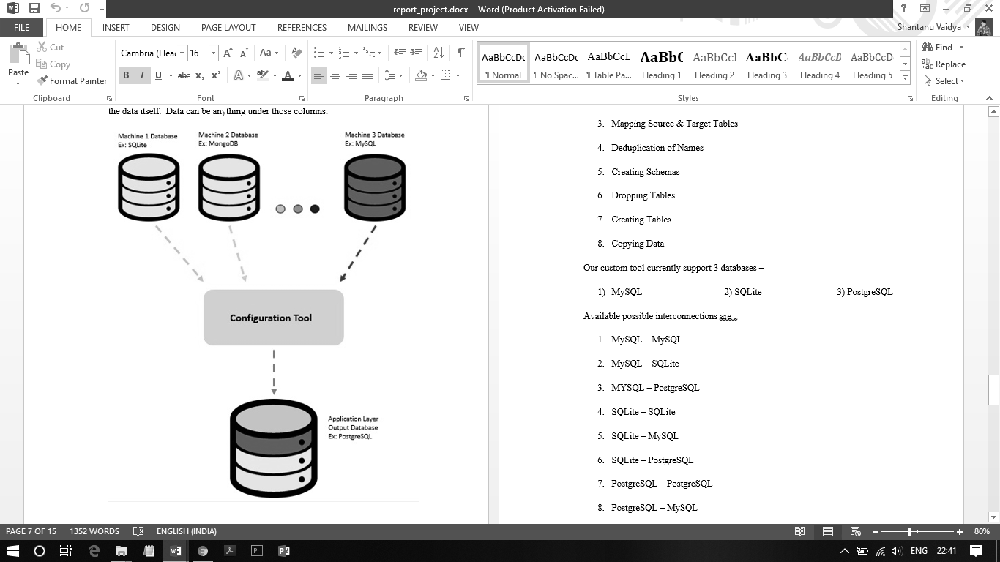 report_project.docx - Word (Product Activation Failed)
FILE HOME INSERT DESIGN PAGE LAYOUT REFERENCES MAILINGS REVIEW VIEW
Shantanu Vaidya
Paste
Cut
Copy
Format Painter
Clipboard
Cambria (Head 16
Font
Paragraph
AaBbCcDc AaBbCcDc AaBbCcD AaBbC AaBbCcI AaBbCc AaBbCcD AaBbCcD
¶ Normal ¶ No Spac... ¶ Table Pa... Heading 1 Heading 2 Heading 3 Heading 4 Heading 5
Styles
Find
Replace
Select
Editing
the data itself.  Data can be anything under those columns.
Machine 1 Database
Ex: SQLite
Machine 2 Database
Ex: MongoDB
Machine 3 Database
Ex: MySQL
Configuration Tool
Application Layer
Output Database
Ex: PostgreSQL
3. Mapping Source & Target Tables
4. Deduplication of Names
5. Creating Schemas
6. Dropping Tables
7. Creating Tables
8. Copying Data
Our custom tool currently support 3 databases –
1) MySQL 2) SQLite 3) PostgreSQL
Available possible interconnections are :
1. MySQL – MySQL
2. MySQL – SQLite
3. MYSQL – PostgreSQL
4. SQLite – SQLite
5. SQLite – MySQL
6. SQLite – PostgreSQL
7. PostgreSQL – PostgreSQL
8. PostgreSQL – MySQL
PAGE 7 OF 15 1352 WORDS ENGLISH (INDIA) 80%
ENG 22:41